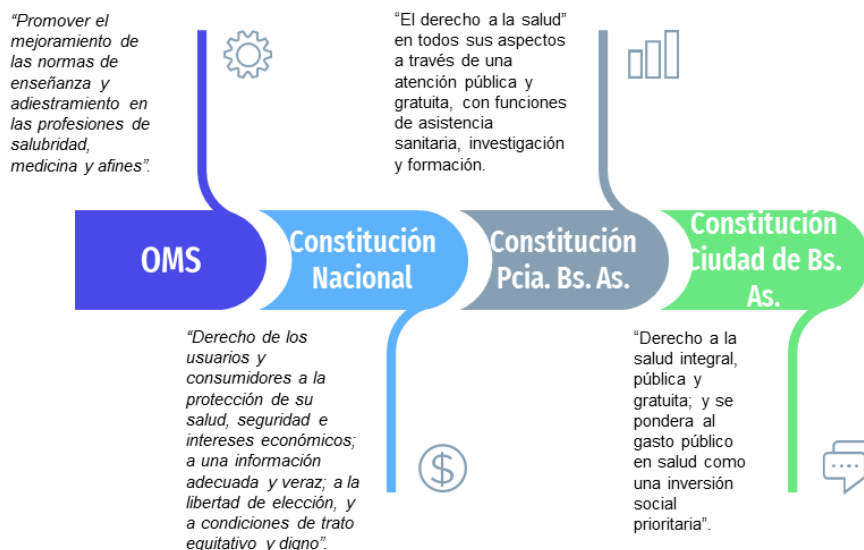 “Promover el
mejoramiento de
las normas de
enseñanza y
adiestramiento en
las profesiones de
salubridad,
medicina y afines”.
“El derecho a la salud”
en todos sus aspectos
a través de una
atención pública y
gratuita, con funciones
de asistencia
sanitaria, investigación
y formación.
OMS
Constitución
Nacional
Constitución
Pcia. Bs. As.
Constitución
Ciudad de Bs.
As.
“Derecho de los
usuarios y
consumidores a la
protección de su
salud, seguridad e
intereses económicos;
a una información
adecuada y veraz; a la
libertad de elección, y
a condiciones de trato
equitativo y digno”.
$
“Derecho a la
salud integral,
pública y
gratuita; y se
pondera al
gasto público
en salud como
una inversión
social
prioritaria”.